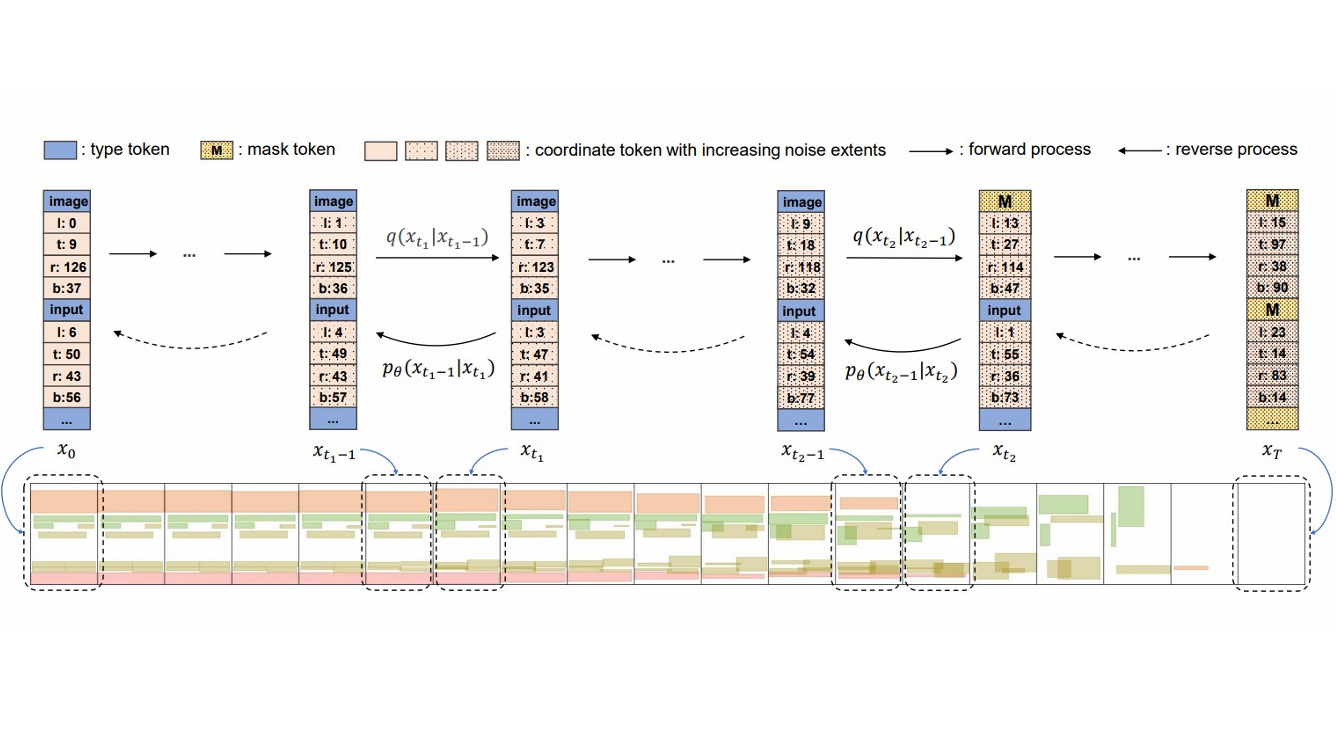 : type token
M : mask token
: coordinate token with increasing noise extents
: forward process
: reverse process
image
l: 0
t: 9
r: 126
b:37
input
l: 6
t: 50
r: 43
b:56
...
x_0
...
image
l: 1
t: 10
r: 125
b:36
input
l: 4
t: 49
r: 43
b:57
...
x_{t_1-1}
q(x_{t_1}|x_{t_1-1})
p_θ(x_{t_1-1}|x_{t_1})
image
l: 3
t: 7
r: 123
b:35
input
l: 3
t: 47
r: 41
b:58
...
x_{t_1}
...
image
l: 9
t: 18
r: 118
b:32
input
l: 4
t: 54
r: 39
b:77
...
x_{t_2-1}
q(x_{t_2}|x_{t_2-1})
p_θ(x_{t_2-1}|x_{t_2})
M
l: 13
t: 27
r: 114
b:47
input
l: 1
t: 55
r: 36
b:73
...
x_{t_2}
...
M
l: 15
t: 97
r: 38
b: 90
M
l: 23
t: 14
r: 83
b:14
...
x_T